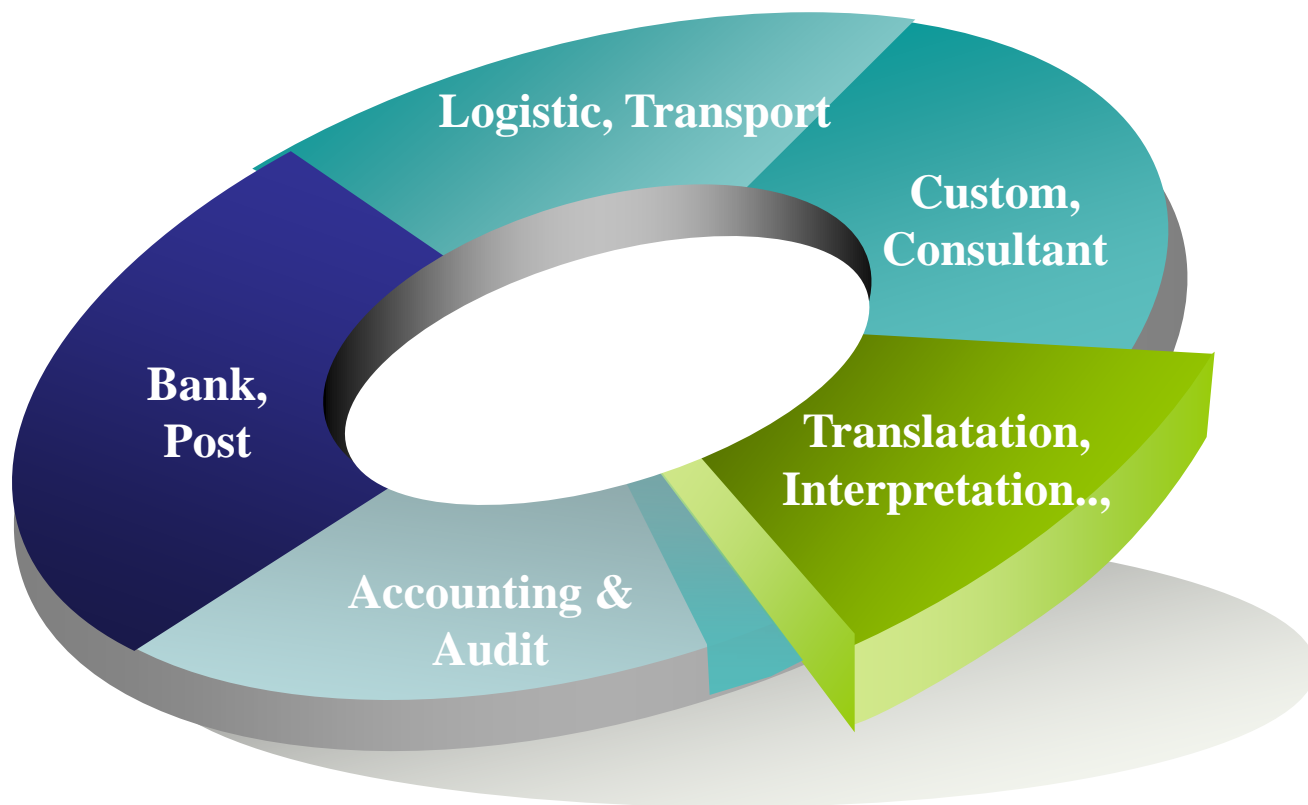 Logistic, Transport
Custom,
Consultant
Bank,
Post
Translatation,
Interpretation..,
Accounting &
Audit